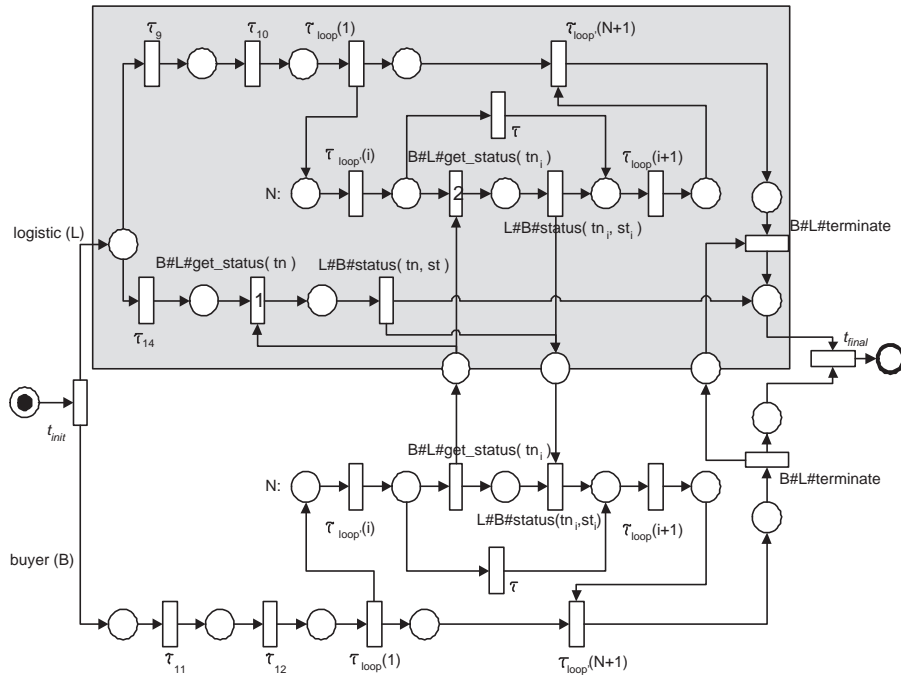 τ9
τ10
τloop(1)
τloop'(N+1)
τ
τloop'(i)
B#L#get_status( tni)
τloop(i+1)
N:
2
L#B#status( tni, sti )
logistic (L)
B#L#terminate
B#L#get_status( tn )
L#B#status( tn, st )
1
τ14
tfinal
tinit
B#L#get_status( tni)
B#L#terminate
N:
τloop'(i)
L#B#status(tni,sti)
τloop(i+1)
buyer (B)
τ
τ11
τ12
τloop(1)
τloop'(N+1)